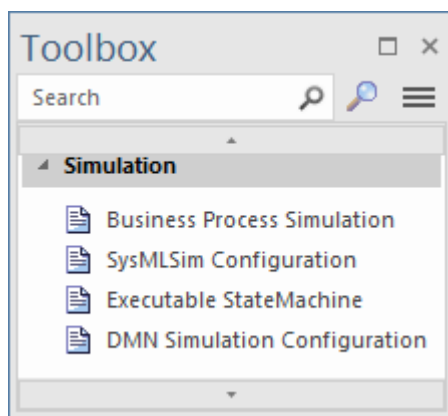 Toolbox
Search
Simulation
Business Process Simulation
SysMLSim Configuration
Executable StateMachine
DMN Simulation Configuration